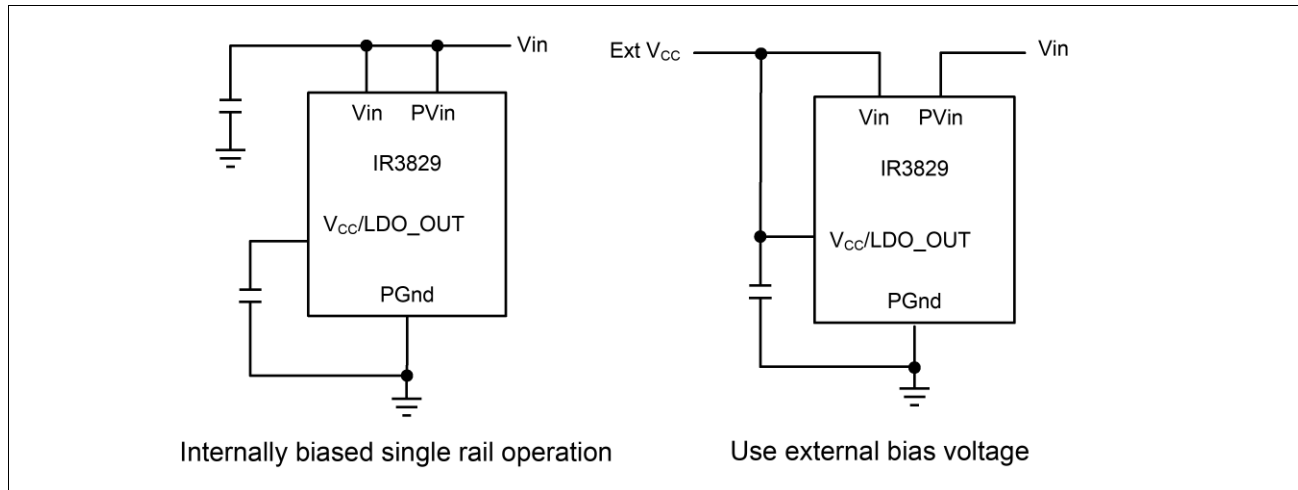 Vin
Vin PVin
IR3829
VCC/LDO_OUT
PGnd
Internally biased single rail operation
Ext VCC
Vin
Vin PVin
IR3829
VCC/LDO_OUT
PGnd
Use external bias voltage